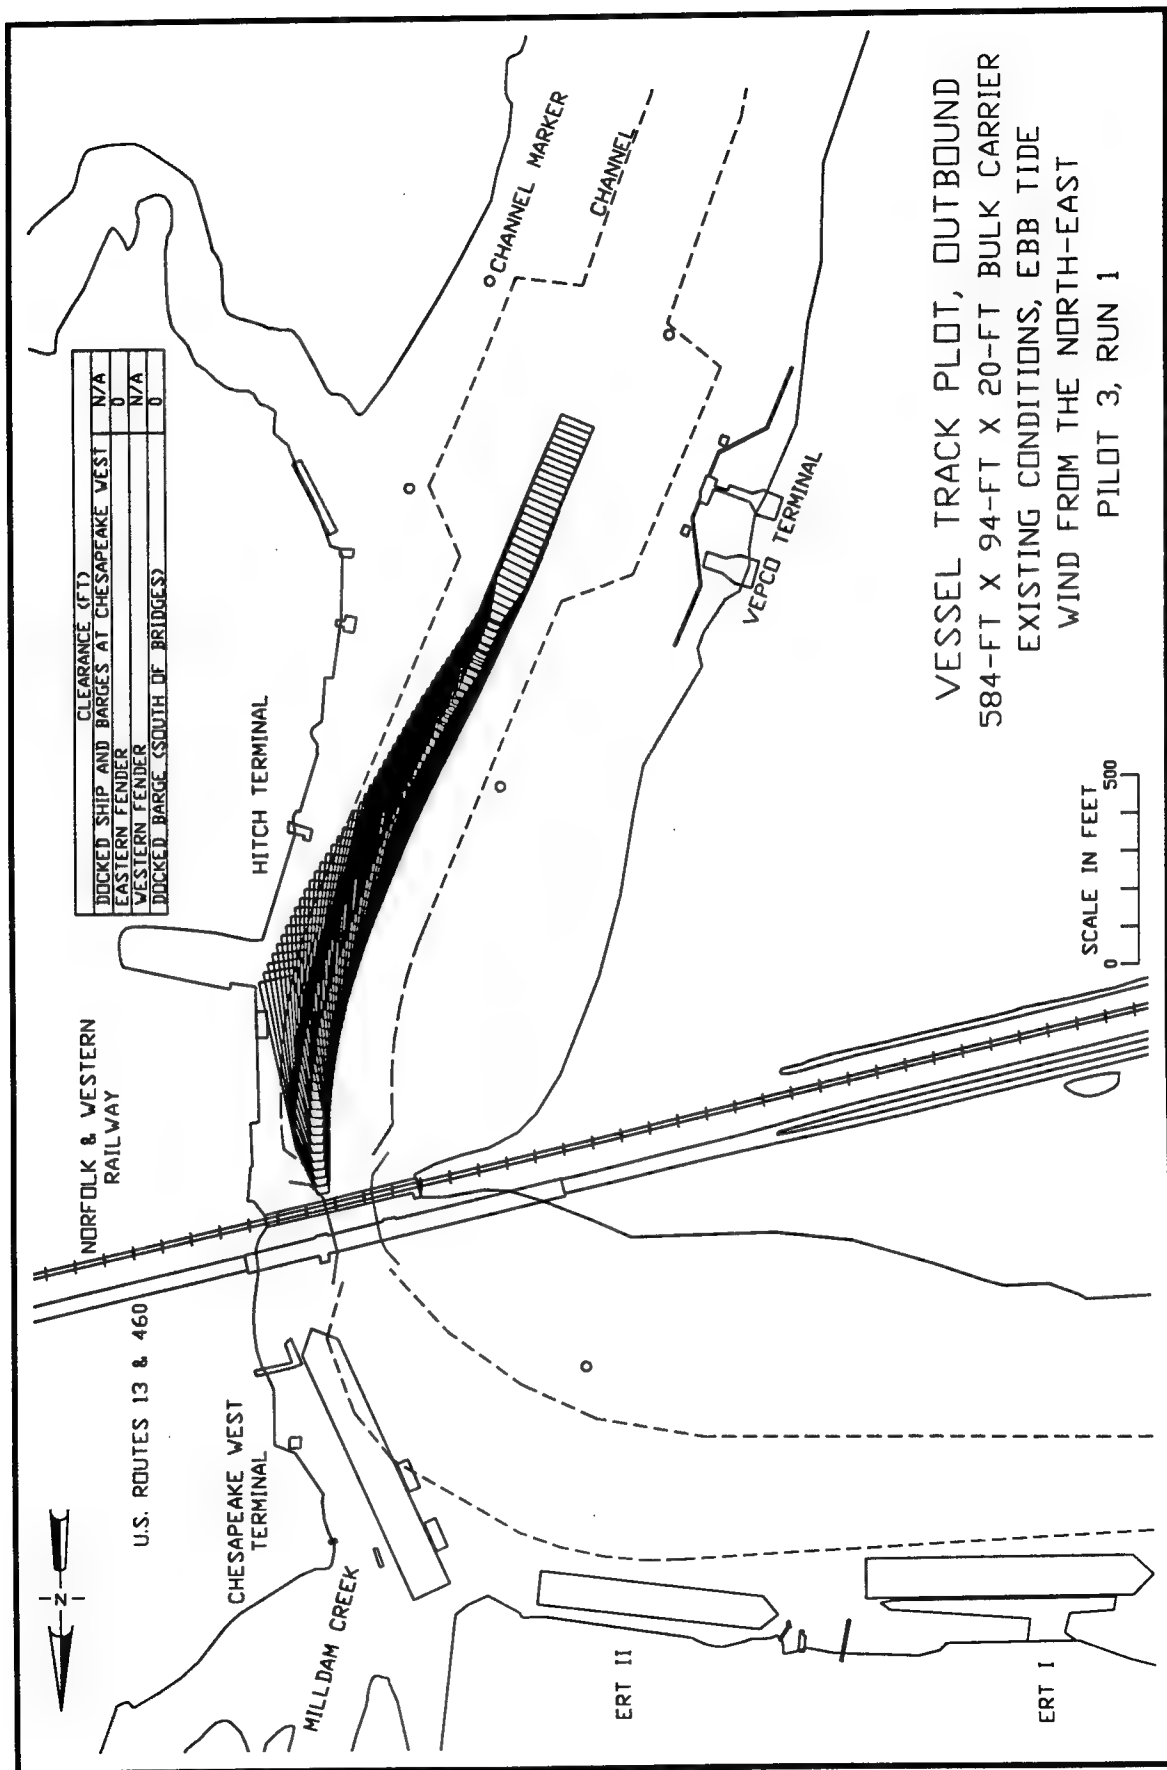 CLEARANCE (FT)
DOCKED SHIP AND BARGES AT CHESAPEAKE WEST N/A
EASTERN FENDER 0
WESTERN FENDER N/A
DOCKED BARGE (SOUTH OF BRIDGES) 0
NORFOLK & WESTERN
RAILWAY
U.S. ROUTES 13 & 460
CHESAPEAKE WEST
TERMINAL
MILLDAM CREEK
N
HITCH TERMINAL
CHANNEL MARKER
CHANNEL
VEPCO TERMINAL
ERT II
ERT I
SCALE IN FEET
0 500
VESSEL TRACK PLOT, OUTBOUND
584-FT X 94-FT X 20-FT BULK CARRIER
EXISTING CONDITIONS, EBB TIDE
WIND FROM THE NORTH-EAST
PILOT 3, RUN 1